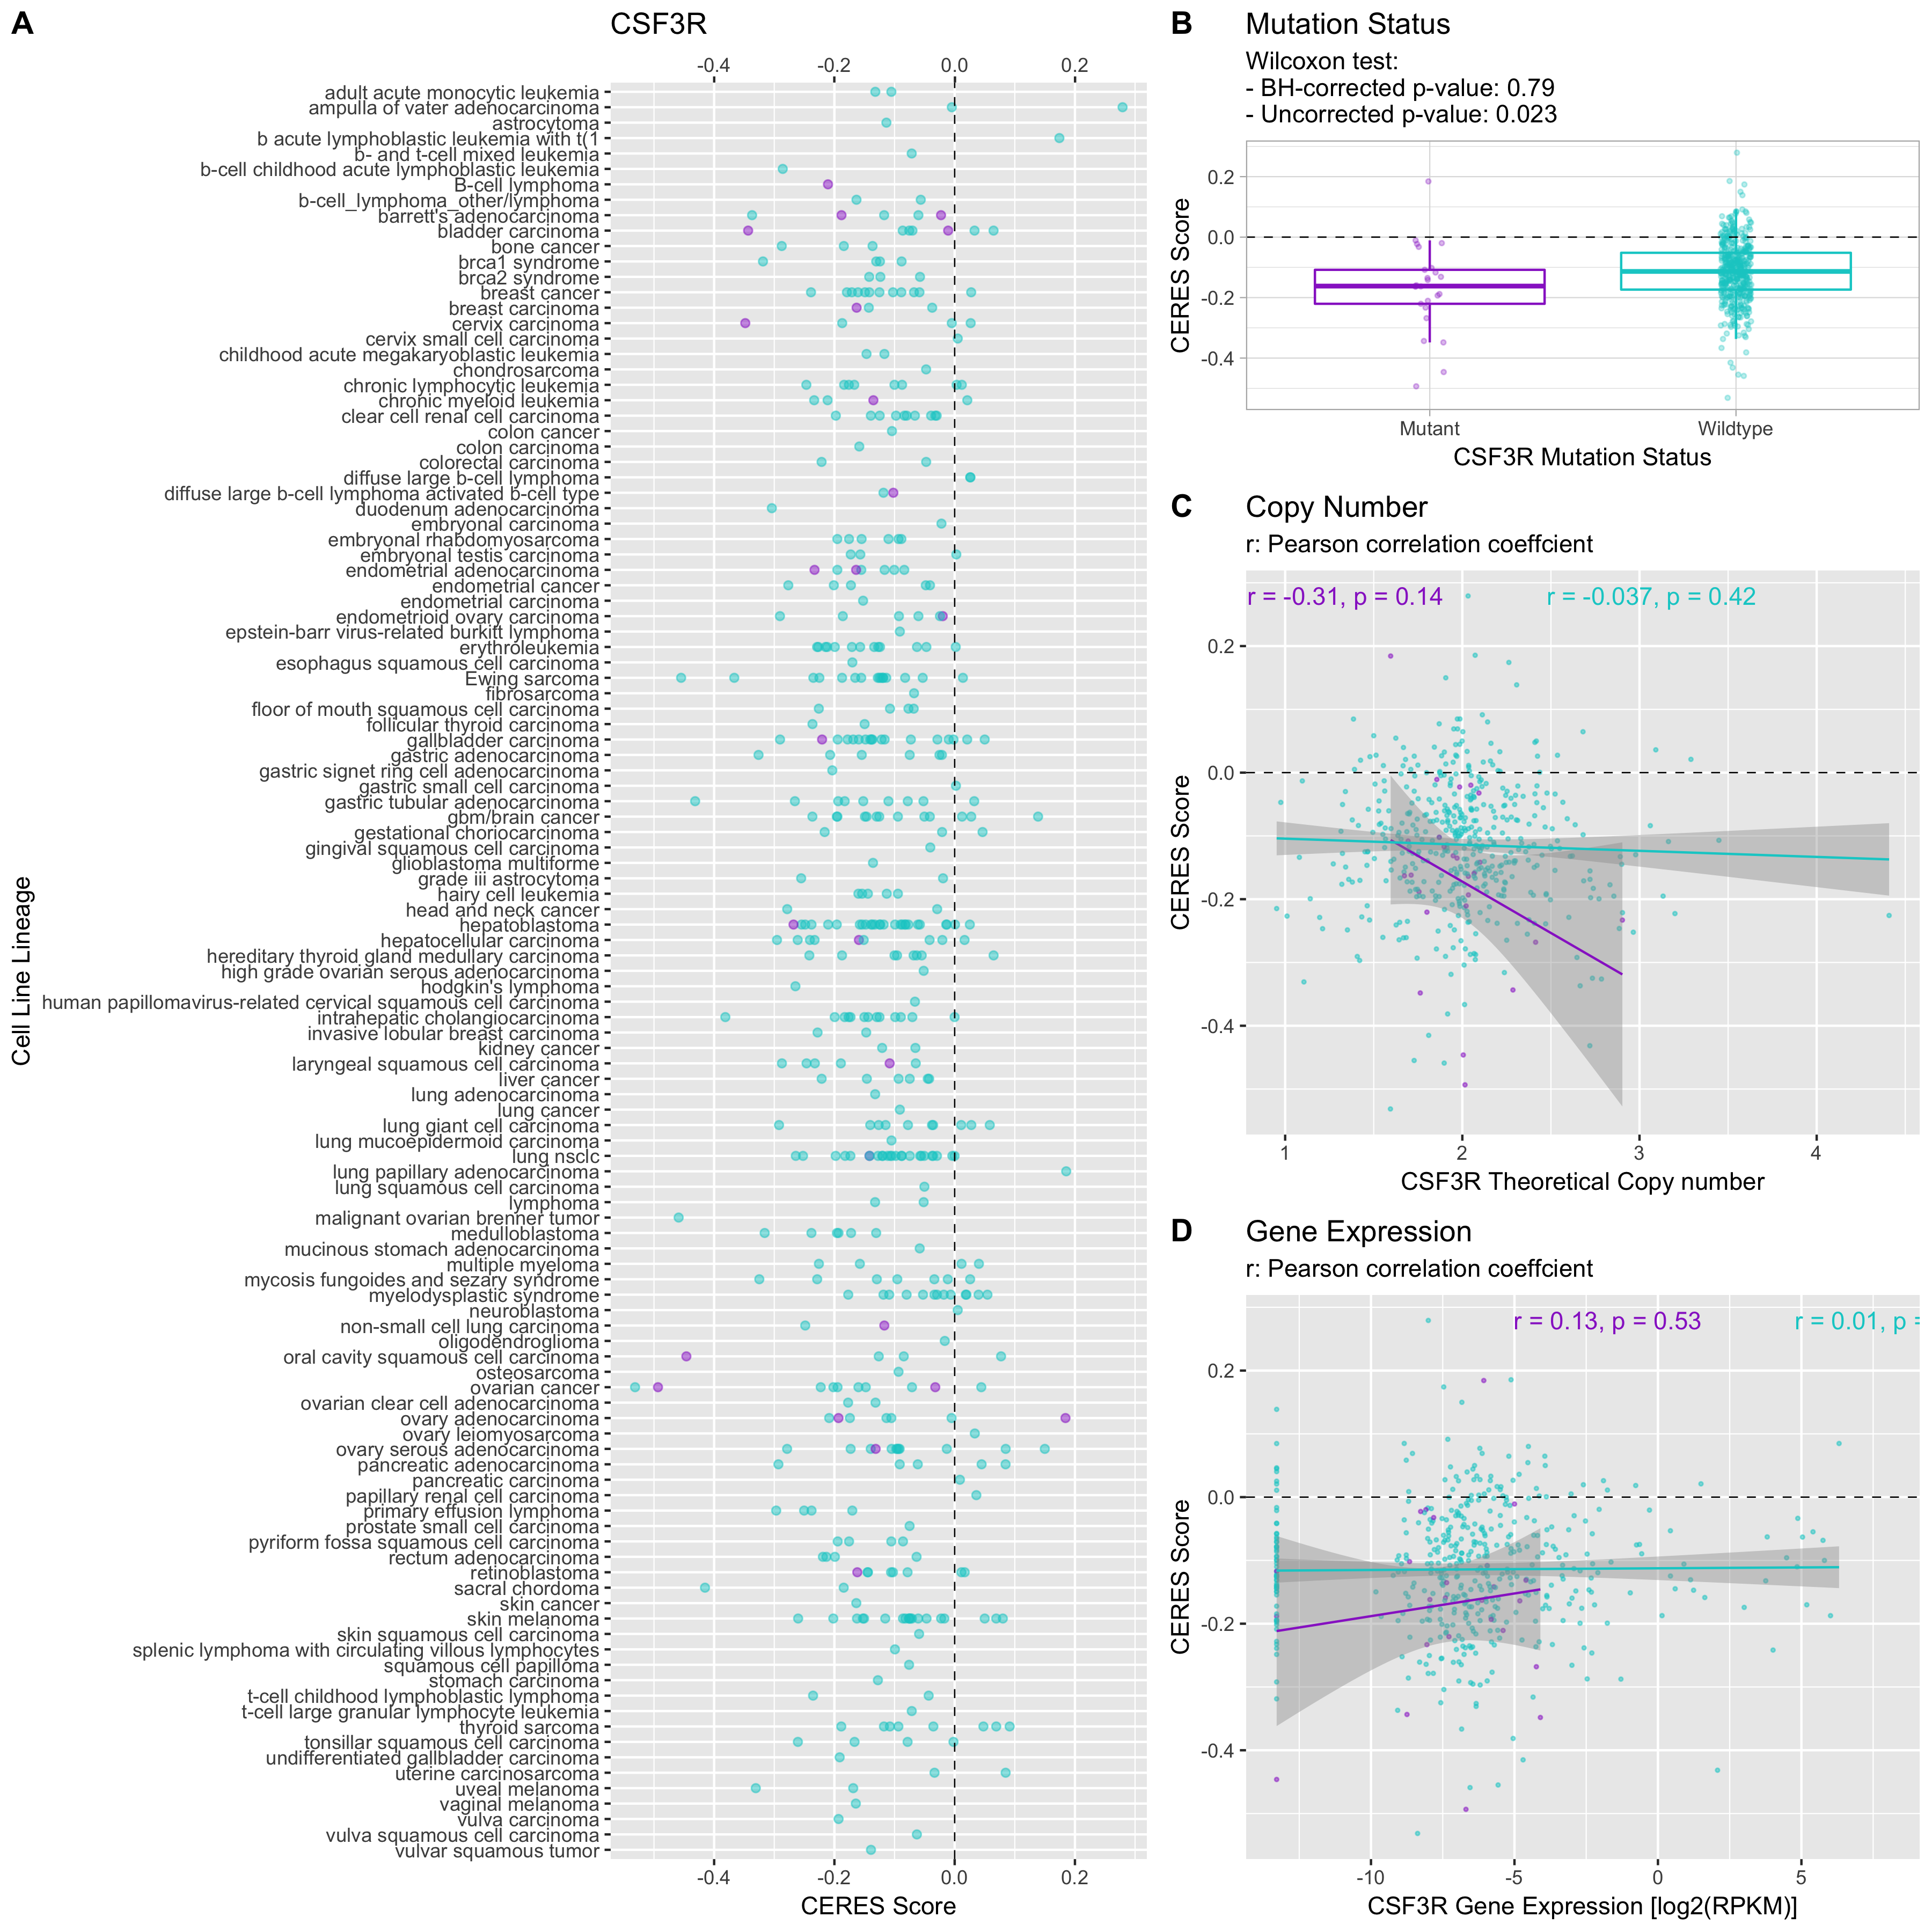 A
CSF3R
-0.4 -0.2 0.0 0.2
Cell Line Lineage
adult acute monocytic leukemia
ampulla of vater adenocarcinoma
astrocytoma
b acute lymphoblastic leukemia with t(1
b- and t-cell mixed leukemia
b-cell childhood acute lymphoblastic leukemia
B-cell lymphoma
b-cell_lymphoma_other/lymphoma
barrett's adenocarcinoma
bladder carcinoma
bone cancer
brca1 syndrome
brca2 syndrome
breast cancer
breast carcinoma
cervix carcinoma
cervix small cell carcinoma
childhood acute megakaryoblastic leukemia
chondrosarcoma
chronic lymphocytic leukemia
chronic myeloid leukemia
clear cell renal cell carcinoma
colon cancer
colon carcinoma
colorectal carcinoma
diffuse large b-cell lymphoma
diffuse large b-cell lymphoma activated b-cell type
duodenum adenocarcinoma
embryonal carcinoma
embryonal rhabdomyosarcoma
embryonal testis carcinoma
endometrial adenocarcinoma
endometrial cancer
endometrial carcinoma
endometrioid ovary carcinoma
epstein-barr virus-related burkitt lymphoma
erythroleukemia
esophagus squamous cell carcinoma
Ewing sarcoma
fibrosarcoma
floor of mouth squamous cell carcinoma
follicular thyroid carcinoma
gallbladder carcinoma
gastric adenocarcinoma
gastric signet ring cell adenocarcinoma
gastric small cell carcinoma
gastric tubular adenocarcinoma
gbm/brain cancer
gestational choriocarcinoma
gingival squamous cell carcinoma
glioblastoma multiforme
grade iii astrocytoma
hairy cell leukemia
head and neck cancer
hepatoblastoma
hepatocellular carcinoma
hereditary thyroid gland medullary carcinoma
high grade ovarian serous adenocarcinoma
hodgkin's lymphoma
human papillomavirus-related cervical squamous cell carcinoma
intrahepatic cholangiocarcinoma
invasive lobular breast carcinoma
kidney cancer
laryngeal squamous cell carcinoma
liver cancer
lung adenocarcinoma
lung cancer
lung giant cell carcinoma
lung mucoepidermoid carcinoma
lung nsclc
lung papillary adenocarcinoma
lung squamous cell carcinoma
lymphoma
malignant ovarian brenner tumor
medulloblastoma
mucinous stomach adenocarcinoma
multiple myeloma
mycosis fungoides and sezary syndrome
myelodysplastic syndrome
neuroblastoma
non-small cell lung carcinoma
oligodendroglioma
oral cavity squamous cell carcinoma
osteosarcoma
ovarian cancer
ovarian clear cell adenocarcinoma
ovary adenocarcinoma
ovary leiomyosarcoma
ovary serous adenocarcinoma
pancreatic adenocarcinoma
pancreatic carcinoma
papillary renal cell carcinoma
primary effusion lymphoma
prostate small cell carcinoma
pyriform fossa squamous cell carcinoma
rectum adenocarcinoma
retinoblastoma
sacral chordoma
skin cancer
skin melanoma
skin squamous cell carcinoma
splenic lymphoma with circulating villous lymphocytes
squamous cell papilloma
stomach carcinoma
t-cell childhood lymphoblastic lymphoma
t-cell large granular lymphocyte leukemia
thyroid sarcoma
tonsillar squamous cell carcinoma
undifferentiated gallbladder carcinoma
uterine carcinosarcoma
uveal melanoma
vaginal melanoma
vulva carcinoma
vulva squamous cell carcinoma
vulvar squamous tumor
-0.4 -0.2 0.0 0.2
CERES Score
B
Mutation Status
Wilcoxon test:
- BH-corrected p-value: 0.79
- Uncorrected p-value: 0.023
CERES Score
0.2
0.0
-0.2
-0.4
Mutant Wildtype
CSF3R Mutation Status
C
Copy Number
r: Pearson correlation coeffcient
r = -0.31, p = 0.14 r = -0.037, p = 0.42
CERES Score
0.2
0.0
-0.2
-0.4
1 2 3 4
CSF3R Theoretical Copy number
D
Gene Expression
r: Pearson correlation coeffcient
r = 0.13, p = 0.53 r = 0.01, p =
CERES Score
0.2
0.0
-0.2
-0.4
-10 -5 0 5
CSF3R Gene Expression [log2(RPKM)]